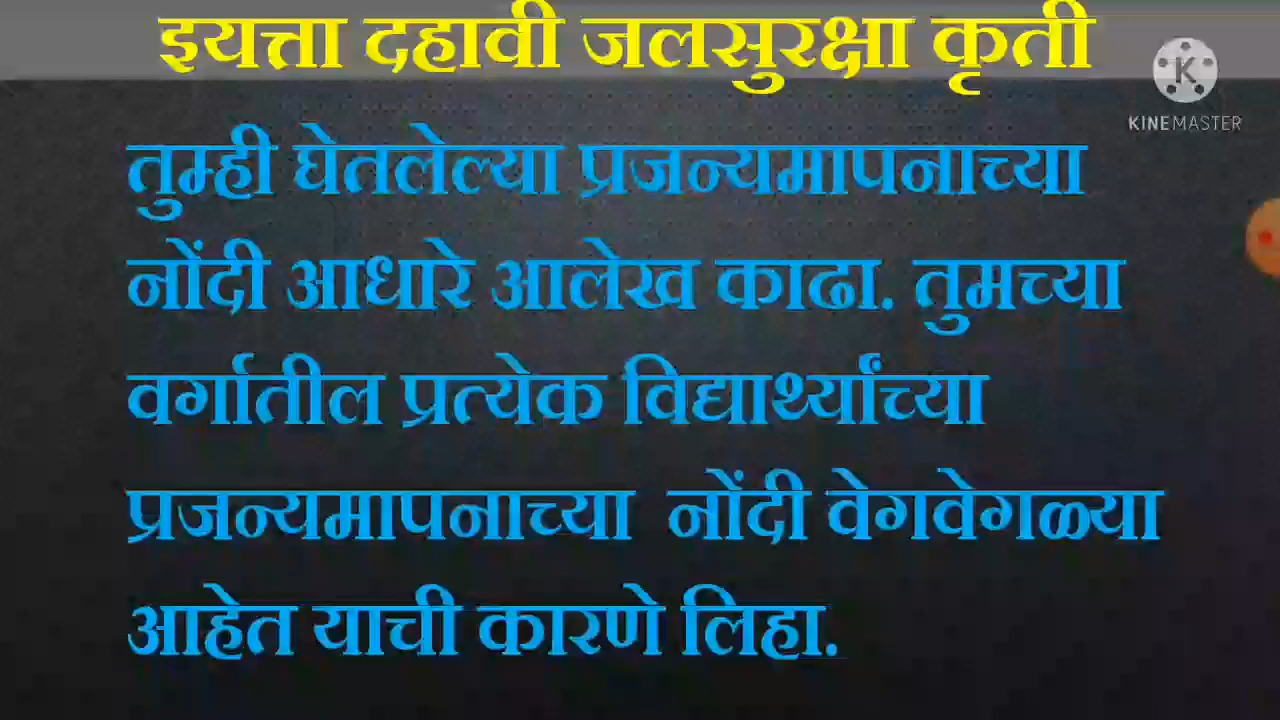 इयत्ता दहावी जलसुरक्षा कृती
K
KINEMASTER
तुम्ही घेतलेल्या प्रजन्यमापनाच्या
नोंदी आधारे आलेख काढा. तुमच्या
वर्गातील प्रत्येक विद्यार्थ्यांच्या
प्रजन्यमापनाच्या नोंदी वेगवेगळ्या
आहेत याची कारणे लिहा.